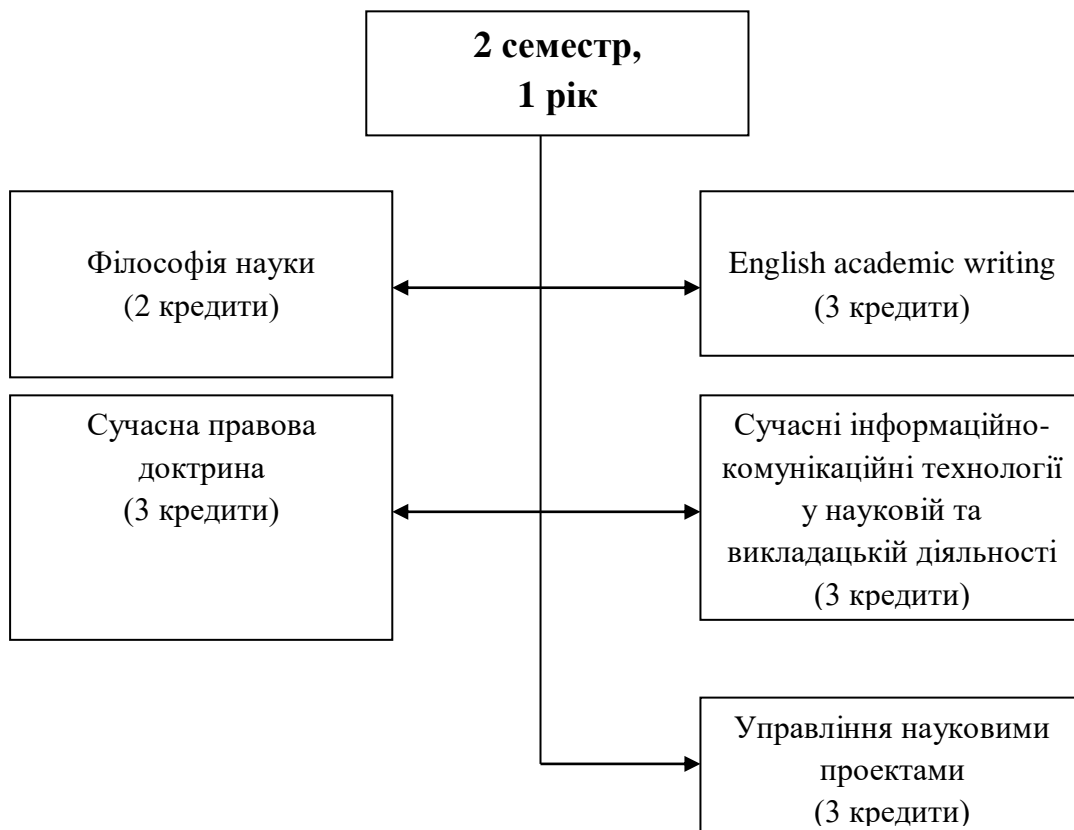 2 семестр,
1 рік
Філософія науки
(2 кредити)
English academic writing
(3 кредити)
Сучасна правова
доктрина
(3 кредити)
Сучасні інформаційно-
комунікаційні технології
у науковій та
викладацькій діяльності
(3 кредити)
Управління науковими
проектами
(3 кредити)